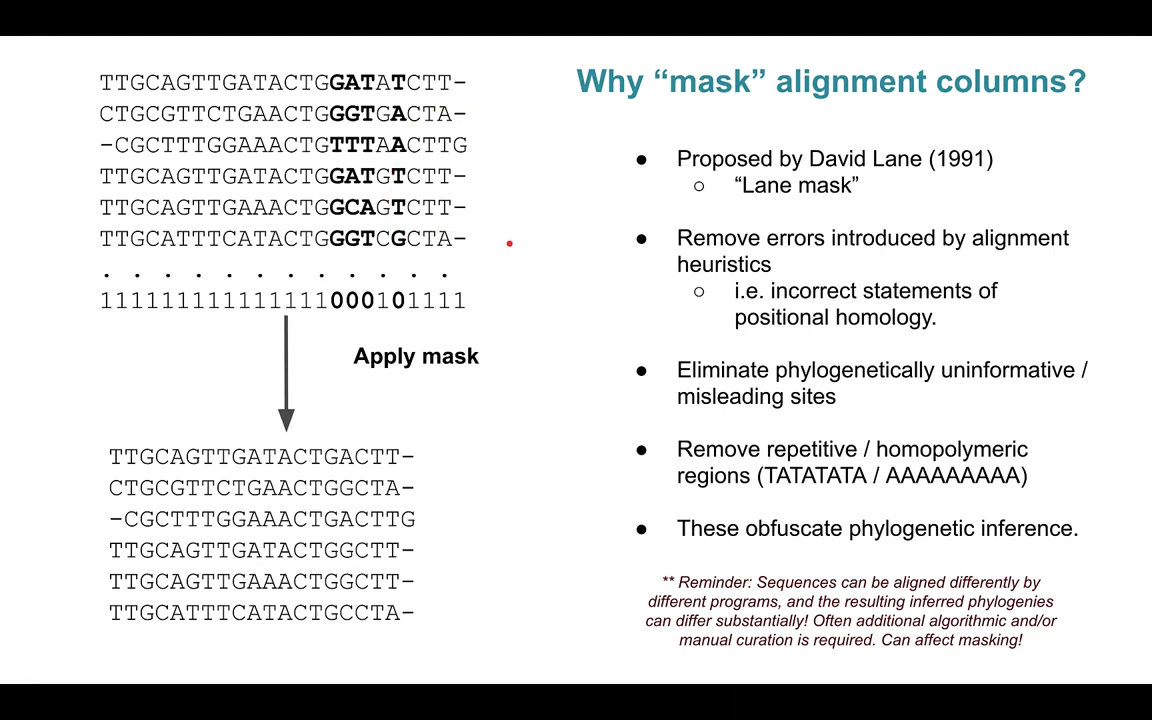 TTGCAGTTGATACTGGATATCTT-
CTGCGTTCTGAACTGGGTGACTA-
-CGCTTTGGAAACTGTTTAACTTG
TTGCAGTTGATACTGGATGTCTT-
TTGCAGTTGAAACTGGCAGTCTT-
TTGCATTTCATACTGGGTCGCTA-
. . . . . . . . . . . .
111111111111111000101111
Apply mask
TTGCAGTTGATACTGACTT-
CTGCGTTCTGAACTGGCTA-
-CGCTTTGGAAACTGACTTG
TTGCAGTTGATACTGGCTT-
TTGCAGTTGAAACTGGCTT-
TTGCATTTCATACTGCCTA-
Why “mask” alignment columns?
● Proposed by David Lane (1991)
○ “Lane mask”
● Remove errors introduced by alignment
heuristics
○ i.e. incorrect statements of
positional homology.
● Eliminate phylogenetically uninformative /
misleading sites
● Remove repetitive / homopolymeric
regions (TATATATA / AAAAAAAAA)
● These obfuscate phylogenetic inference.
** Reminder: Sequences can be aligned differently by
different programs, and the resulting inferred phylogenies
can differ substantially! Often additional algorithmic and/or
manual curation is required. Can affect masking!